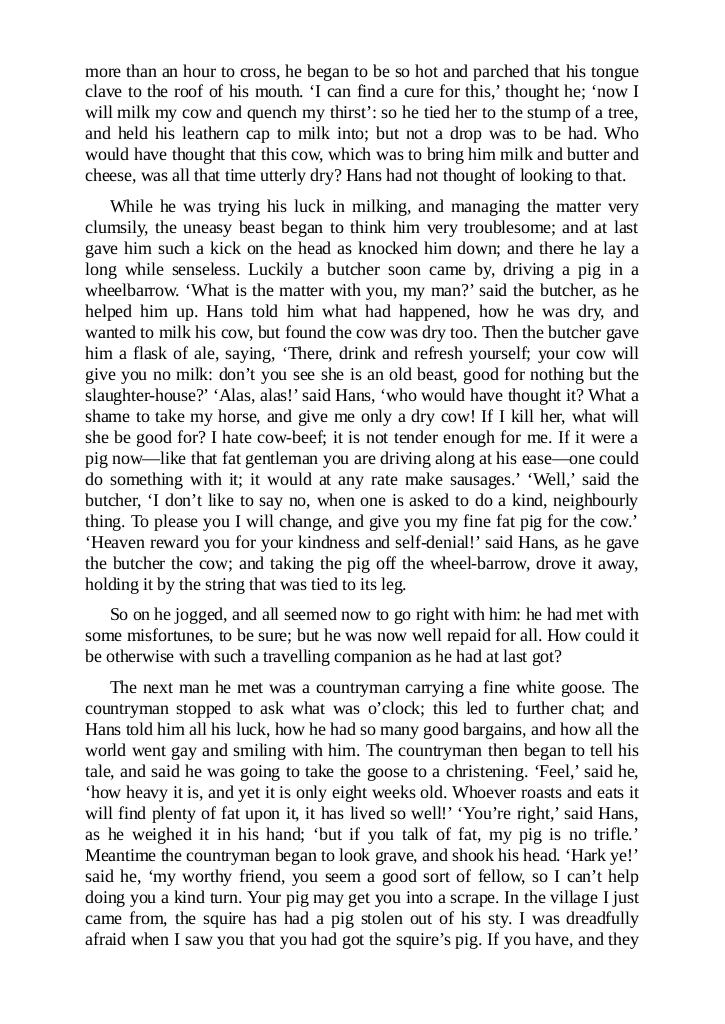 more than an hour to cross, he began to be so hot and parched that his tongue
clave to the roof of his mouth. ‘I can find a cure for this,’ thought he; ‘now I
will milk my cow and quench my thirst’: so he tied her to the stump of a tree,
and held his leathern cap to milk into; but not a drop was to be had. Who
would have thought that this cow, which was to bring him milk and butter and
cheese, was all that time utterly dry? Hans had not thought of looking to that.
While he was trying his luck in milking, and managing the matter very
clumsily, the uneasy beast began to think him very troublesome; and at last
gave him such a kick on the head as knocked him down; and there he lay a
long while senseless. Luckily a butcher soon came by, driving a pig in a
wheelbarrow. ‘What is the matter with you, my man?’ said the butcher, as he
helped him up. Hans told him what had happened, how he was dry, and
wanted to milk his cow, but found the cow was dry too. Then the butcher gave
him a flask of ale, saying, ‘There, drink and refresh yourself; your cow will
give you no milk: don’t you see she is an old beast, good for nothing but the
slaughter-house?’ ‘Alas, alas!’ said Hans, ‘who would have thought it? What a
shame to take my horse, and give me only a dry cow! If I kill her, what will
she be good for? I hate cow-beef; it is not tender enough for me. If it were a
pig now—like that fat gentleman you are driving along at his ease—one could
do something with it; it would at any rate make sausages.’ ‘Well,’ said the
butcher, ‘I don’t like to say no, when one is asked to do a kind, neighbourly
thing. To please you I will change, and give you my fine fat pig for the cow.’
‘Heaven reward you for your kindness and self-denial!’ said Hans, as he gave
the butcher the cow; and taking the pig off the wheel-barrow, drove it away,
holding it by the string that was tied to its leg.
So on he jogged, and all seemed now to go right with him: he had met with
some misfortunes, to be sure; but he was now well repaid for all. How could it
be otherwise with such a travelling companion as he had at last got?
The next man he met was a countryman carrying a fine white goose. The
countryman stopped to ask what was o’clock; this led to further chat; and
Hans told him all his luck, how he had so many good bargains, and how all the
world went gay and smiling with him. The countryman then began to tell his
tale, and said he was going to take the goose to a christening. ‘Feel,’ said he,
‘how heavy it is, and yet it is only eight weeks old. Whoever roasts and eats it
will find plenty of fat upon it, it has lived so well!’ ‘You’re right,’ said Hans,
as he weighed it in his hand; ‘but if you talk of fat, my pig is no trifle.’
Meantime the countryman began to look grave, and shook his head. ‘Hark ye!’
said he, ‘my worthy friend, you seem a good sort of fellow, so I can’t help
doing you a kind turn. Your pig may get you into a scrape. In the village I just
came from, the squire has had a pig stolen out of his sty. I was dreadfully
afraid when I saw you that you had got the squire’s pig. If you have, and they